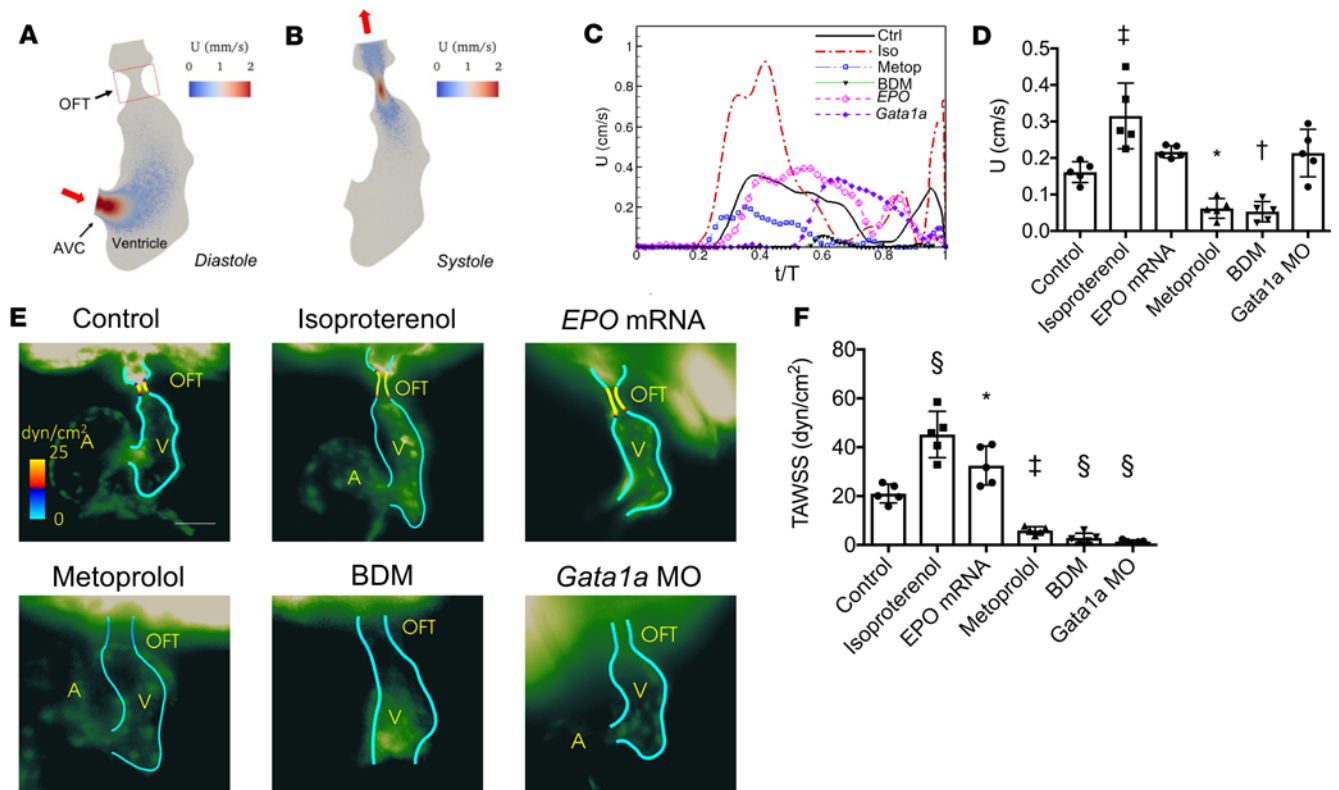 A
U (mm/s)
0 1 2
OFT
AVC
Ventricle
Diastole
B
U (mm/s)
0 1 2
Systole
C
U (cm/s)
1
0.8
0.6
0.4
0.2
0
0 0.2 0.4 0.6 0.8 1
t/T
Ctrl
Iso
Metop
BDM
EPO
Gata1a
D
U (cm/s)
0.5
0.4
0.3
0.2
0.1
0.0
‡
*
†
Control
Isoproterenol
EPO mRNA
Metoprolol
BDM
Gata1a MO
E
Control
OFT
dyn/cm²
25
0
A
V
Isoproterenol
OFT
V
A
EPO mRNA
OFT
V
Metoprolol
OFT
A
V
BDM
OFT
V
Gata1a MO
OFT
V
A
F
TAWSS (dyn/cm²)
80
60
40
20
0
§
*
‡
§
§
Control
Isoproterenol
EPO mRNA
Metoprolol
BDM
Gata1a MO